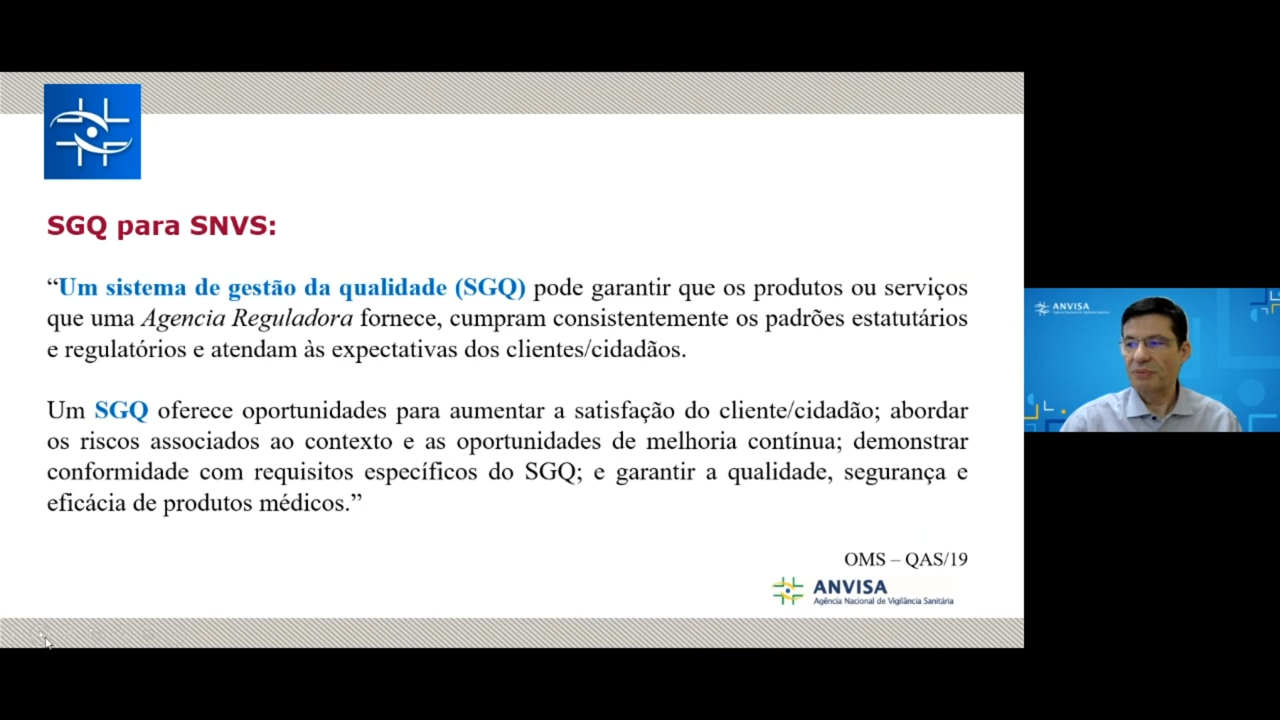 SGQ para SNVS:
“Um sistema de gestão da qualidade (SGQ) pode garantir que os produtos ou serviços
que uma Agencia Reguladora fornece, cumpram consistentemente os padrões estatutários
e regulatórios e atendam às expectativas dos clientes/cidadãos.
Um SGQ oferece oportunidades para aumentar a satisfação do cliente/cidadão; abordar
os riscos associados ao contexto e as oportunidades de melhoria contínua; demonstrar
conformidade com requisitos específicos do SGQ; e garantir a qualidade, segurança e
eficácia de produtos médicos.”
OMS – QAS/19
ANVISA
Agência Nacional de Vigilância Sanitária
ANVISA